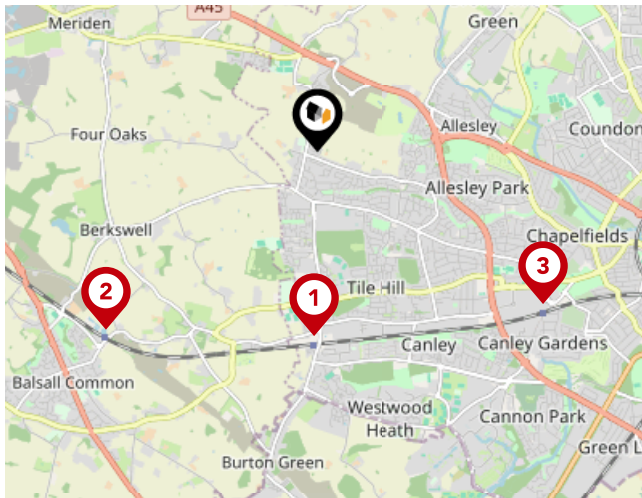 A45
Meriden
Green
Four Oaks
Allesley
Coundon
Allesley Park
Berkswell
Chapelfields
2
1
Tile Hill
3
Canley
Canley Gardens
Balsall Common
Westwood
Heath
Cannon Park
Burton Green
Green L